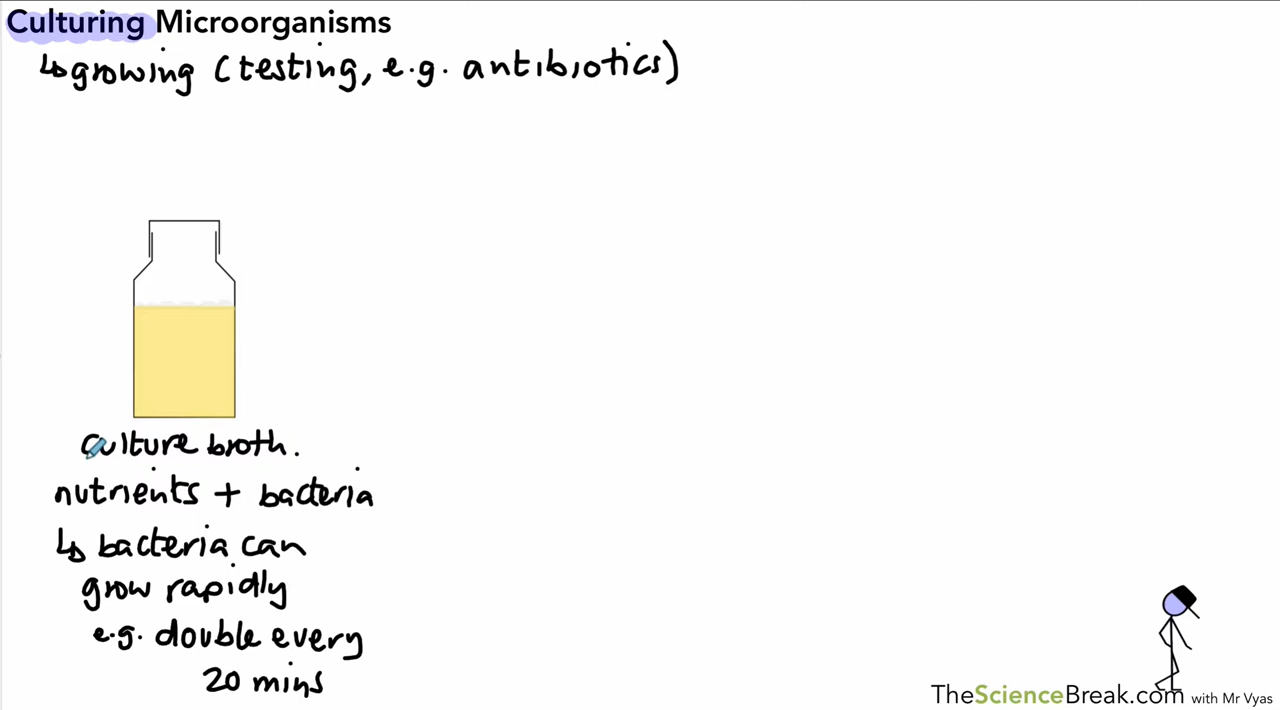 Culturing Microorganisms
↳ growing (testing, e.g. antibiotics)
culture broth.
nutrients + bacteria
↳ bacteria can
grow rapidly
e.g. double every
20 mins
TheScienceBreak.com with Mr Vyas